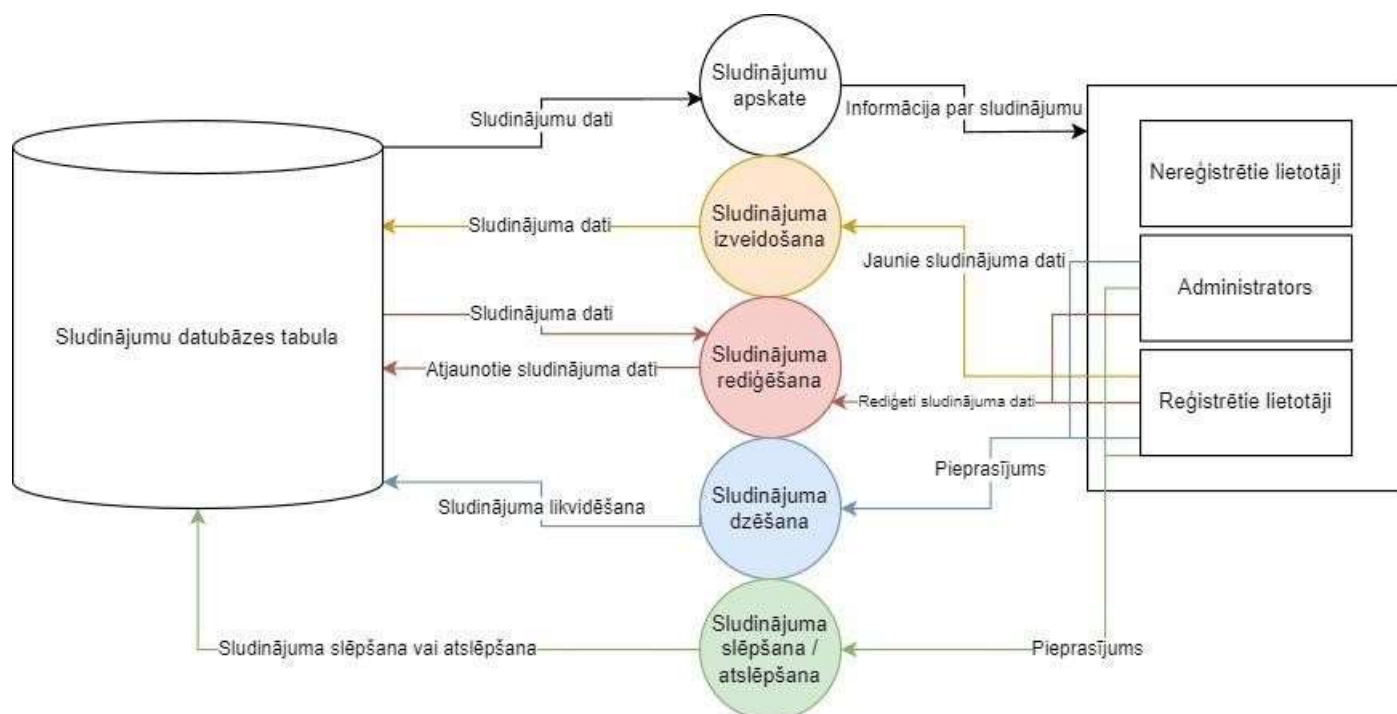 Sludinājumu
apskate
Sludinājumu dati
Informācija par sludinājumu
Nereģistrētie lietotāji
Sludinājuma
izveidošana
Sludinājuma dati
Jaunie sludinājuma dati
Administrators
Sludinājumu datubāzes tabula
Sludinājuma dati
Sludinājuma
rediģēšana
Atjaunotie sludinājuma dati
Rediģeti sludinājuma dati
Reģistrētie lietotāji
Pieprasījums
Sludinājuma
dzēšana
Sludinājuma likvidēšana
Sludinājuma
slēpšana /
atslēpšana
Sludinājuma slēpšana vai atslēpšana
Pieprasījums